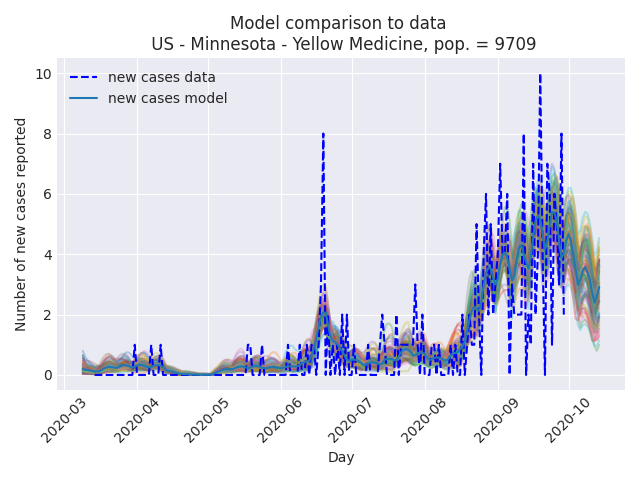 Model comparison to data
US - Minnesota - Yellow Medicine, pop. = 9709
new cases data
new cases model
Number of new cases reported
10
8
6
4
2
0
2020-03
2020-04
2020-05
2020-06
2020-07
2020-08
2020-09
2020-10
Day